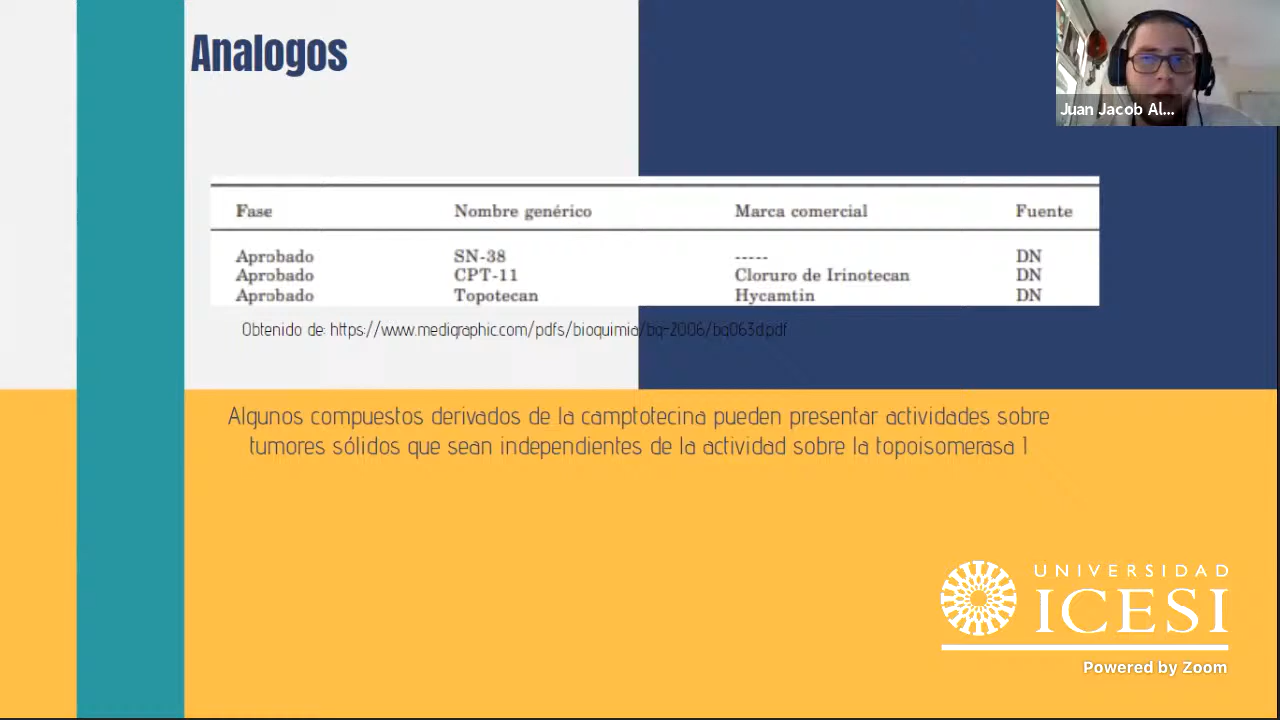 Analogos
Juan Jacob Al...
Fase Nombre genérico Marca comercial Fuente
Aprobado SN-38 ----- DN
Aprobado CPT-11 Cloruro de Irinotecan DN
Aprobado Topotecan Hycamtin DN
Obtenido de: https://www.medigraphic.com/pdfs/bioquimia/bq-2006/bq063d.pdf
Algunos compuestos derivados de la camptotecina pueden presentar actividades sobre
tumores sólidos que sean independientes de la actividad sobre la topoisomerasa I
UNIVERSIDAD
ICESI
Powered by Zoom